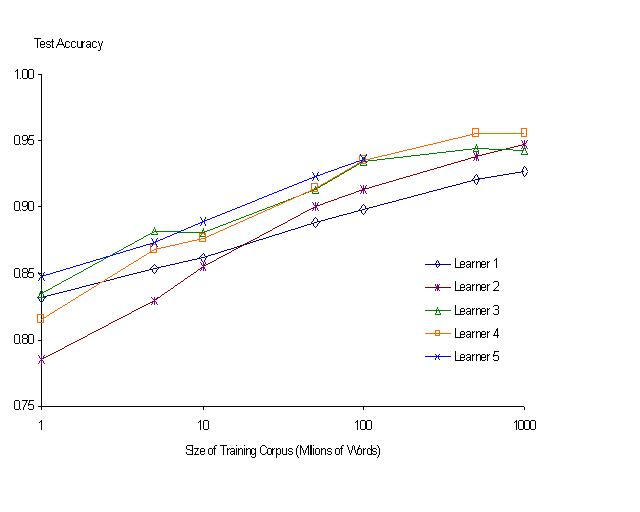 Test Accuracy
1.00
0.95
0.90
0.85
0.80
0.75
1 10 100 1000
Size of Training Corpus (Millions of Words)
Learner 1
Learner 2
Learner 3
Learner 4
Learner 5